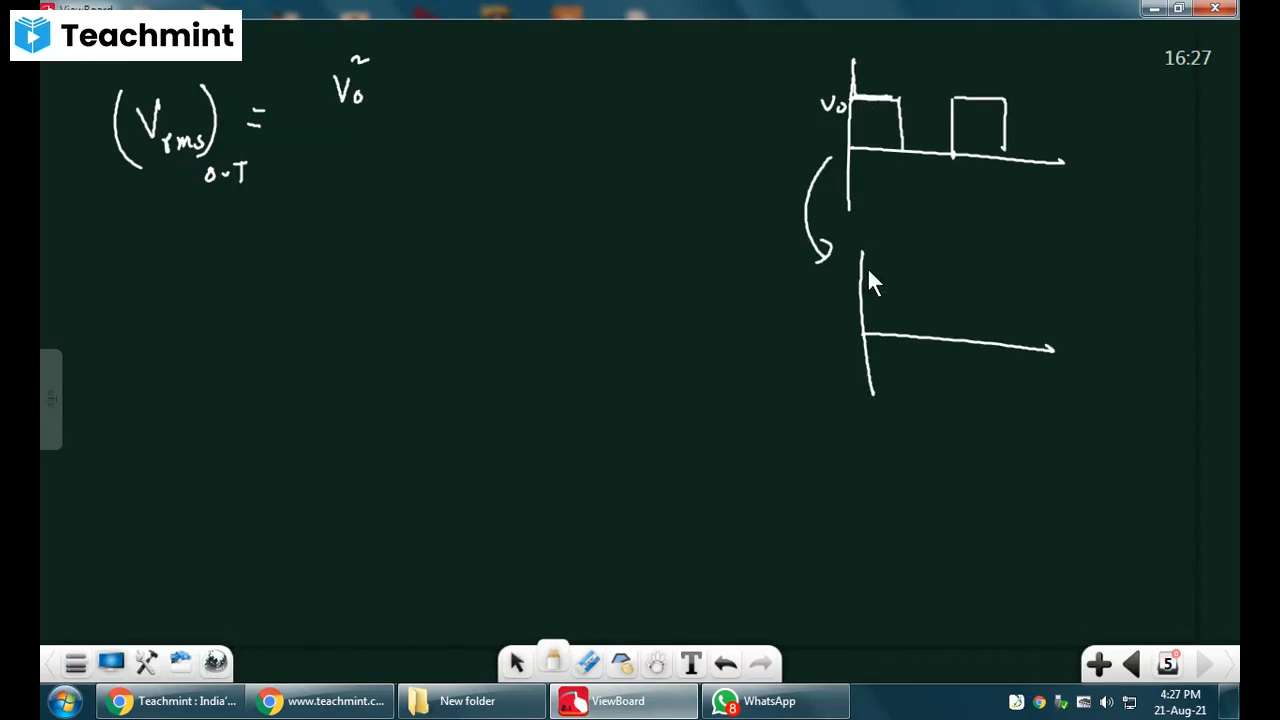 Teachmint
16:27
V₀²
(Vrms) =
0→T
V₀
5
Teachmint : India'...
www.teachmint.c...
New folder
ViewBoard
WhatsApp
8
4:27 PM
21-Aug-21